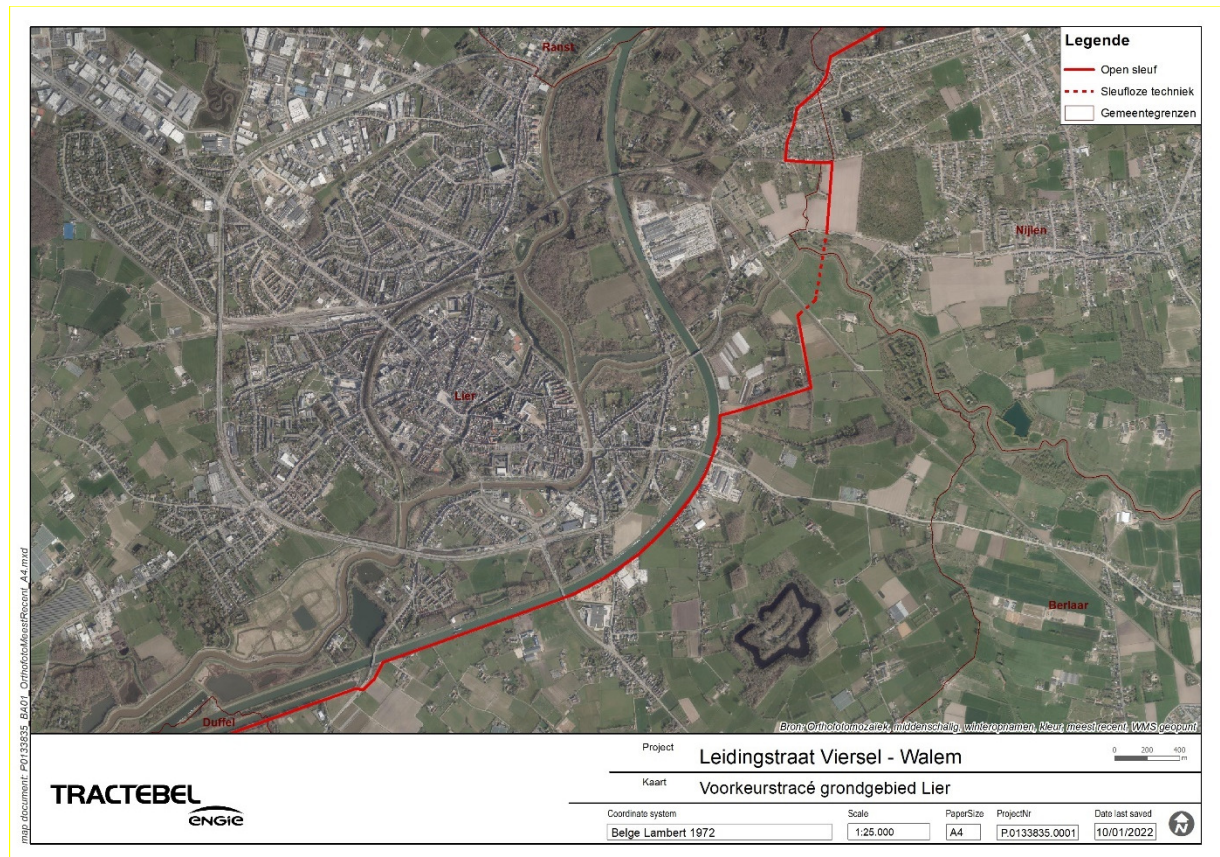 Legende
Open sleuf
Sleufloze techniek
Gemeentegrenzen
Ranst
Nijlen
Lier
Berlaar
Duffel
Bron: Orthofotomozaïek, middenschalig, winteropnamen, kleur, meest recent, WMS geopunt
map document: P0133835_BA01_OrthofotoMeestRecent_A4.mxd
TRACTEBEL
ENGIE
Project Leidingstraat Viersel - Walem
0 200 400
m
Kaart Voorkeurstracé grondgebied Lier
Coordinate system Scale PaperSize ProjectNr Date last saved
Belge Lambert 1972 1:25.000 A4 P.0133835.0001 10/01/2022
N